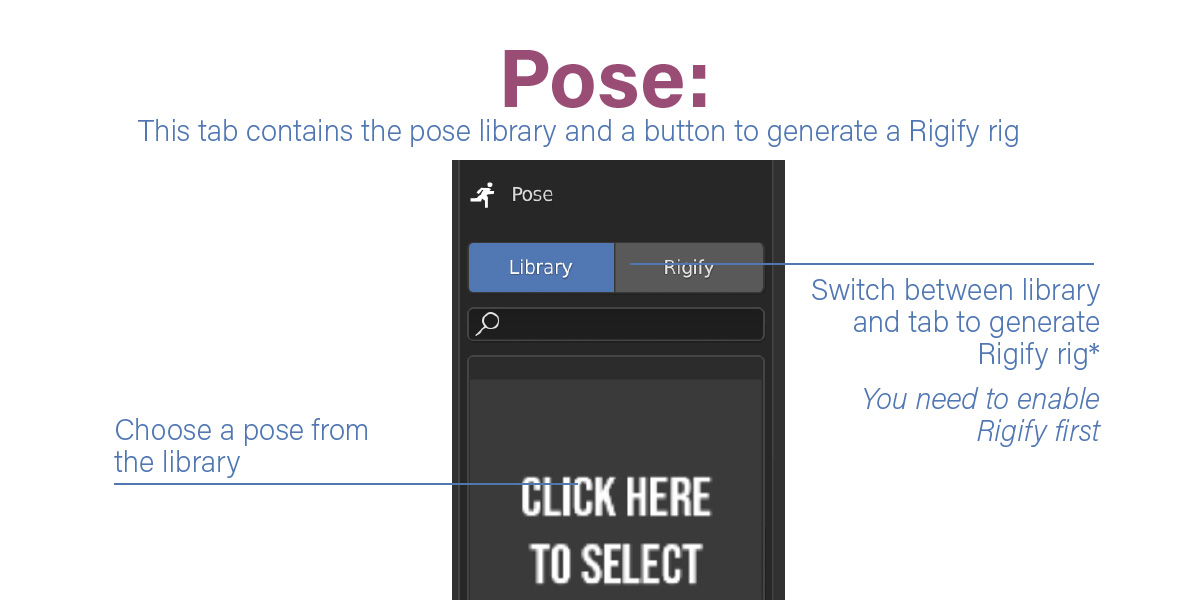 Pose:
This tab contains the pose library and a button to generate a Rigify rig
Pose
Library Rigify
Switch between library
and tab to generate
Rigify rig*
You need to enable
Rigify first
Choose a pose from
the library
CLICK HERE
TO SELECT